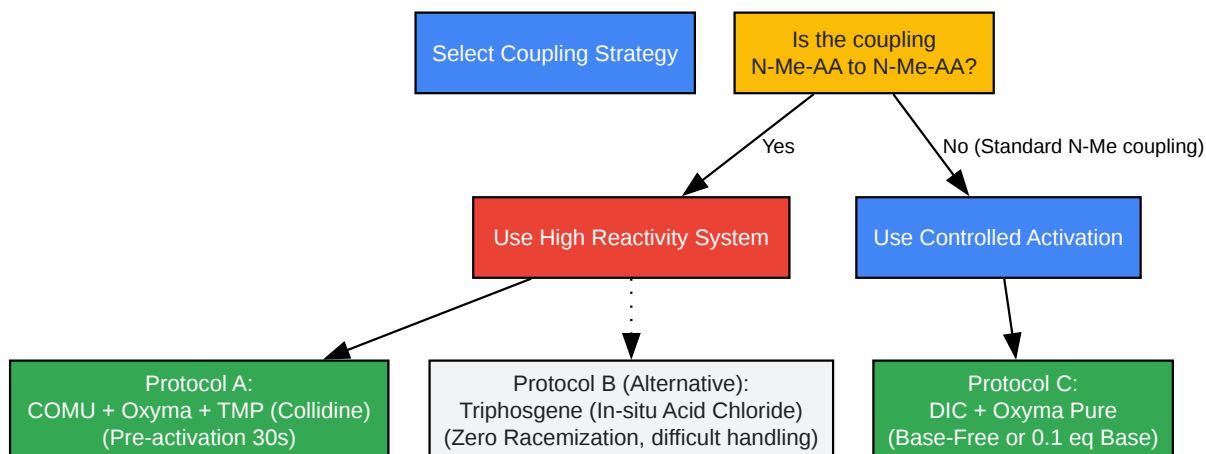 Select Coupling Strategy
Is the coupling
N-Me-AA to N-Me-AA?
Yes
No (Standard N-Me coupling)
Use High Reactivity System
Use Controlled Activation
Protocol A:
COMU + Oxyma + TMP (Collidine)
(Pre-activation 30s)
Protocol B (Alternative):
Triphosgene (In-situ Acid Chloride)
(Zero Racemization, difficult handling)
Protocol C:
DIC + Oxyma Pure
(Base-Free or 0.1 eq Base)